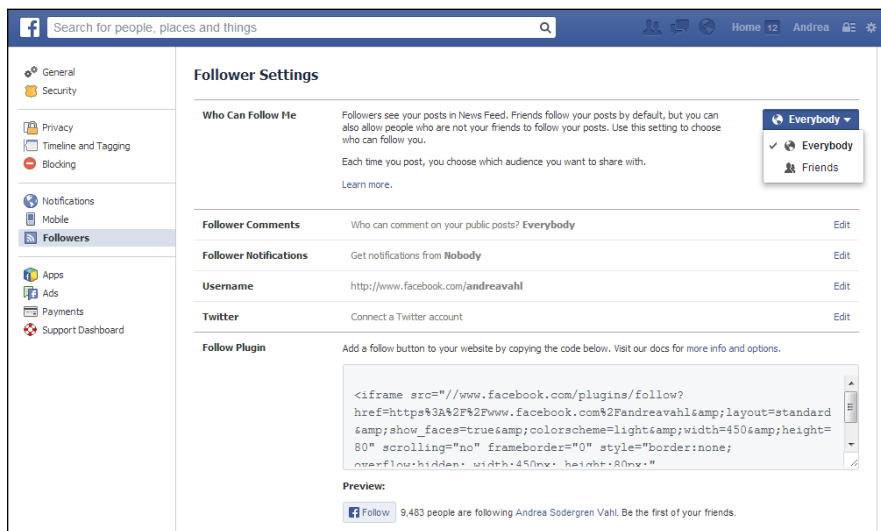 f Search for people, places and things Home 12 Andrea
General
Security
Privacy
Timeline and Tagging
Blocking
Notifications
Mobile
Followers
Apps
Ads
Payments
Support Dashboard
Follower Settings
Who Can Follow Me
Followers see your posts in News Feed. Friends follow your posts by default, but you can
also allow people who are not your friends to follow your posts. Use this setting to choose
who can follow you.
Each time you post, you choose which audience you want to share with.
Learn more.
Everybody
Everybody
Friends
Follower Comments Who can comment on your public posts? Everybody Edit
Follower Notifications Get notifications from Nobody Edit
Username http://www.facebook.com/andreavahl Edit
Twitter Connect a Twitter account Edit
Follow Plugin Add a follow button to your website by copying the code below. Visit our docs for more info and options.
<iframe src="//www.facebook.com/plugins/follow?
href=https%3A%2F%2Fwww.facebook.com%2Fandreavahl&amp;layout=standard
&amp;show_faces=true&amp;colorscheme=light&amp;width=450&amp;height=
80" scrolling="no" frameborder="0" style="border:none;
overflow:hidden; width:450px; height:80px;"
Preview:
f Follow 9,483 people are following Andrea Sodergren Vahl. Be the first of your friends.